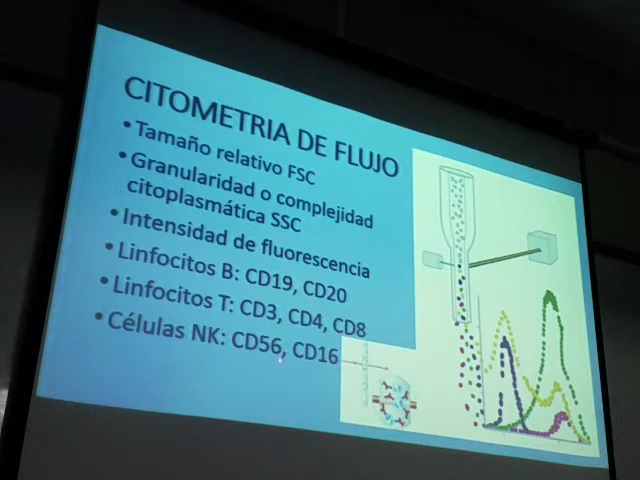 CITOMETRIA DE FLUJO
• Tamaño relativo FSC
• Granularidad o complejidad
citoplasmática SSC
• Intensidad de fluorescencia
• Linfocitos B: CD19, CD20
• Linfocitos T: CD3, CD4, CD8
• Células NK: CD56, CD16